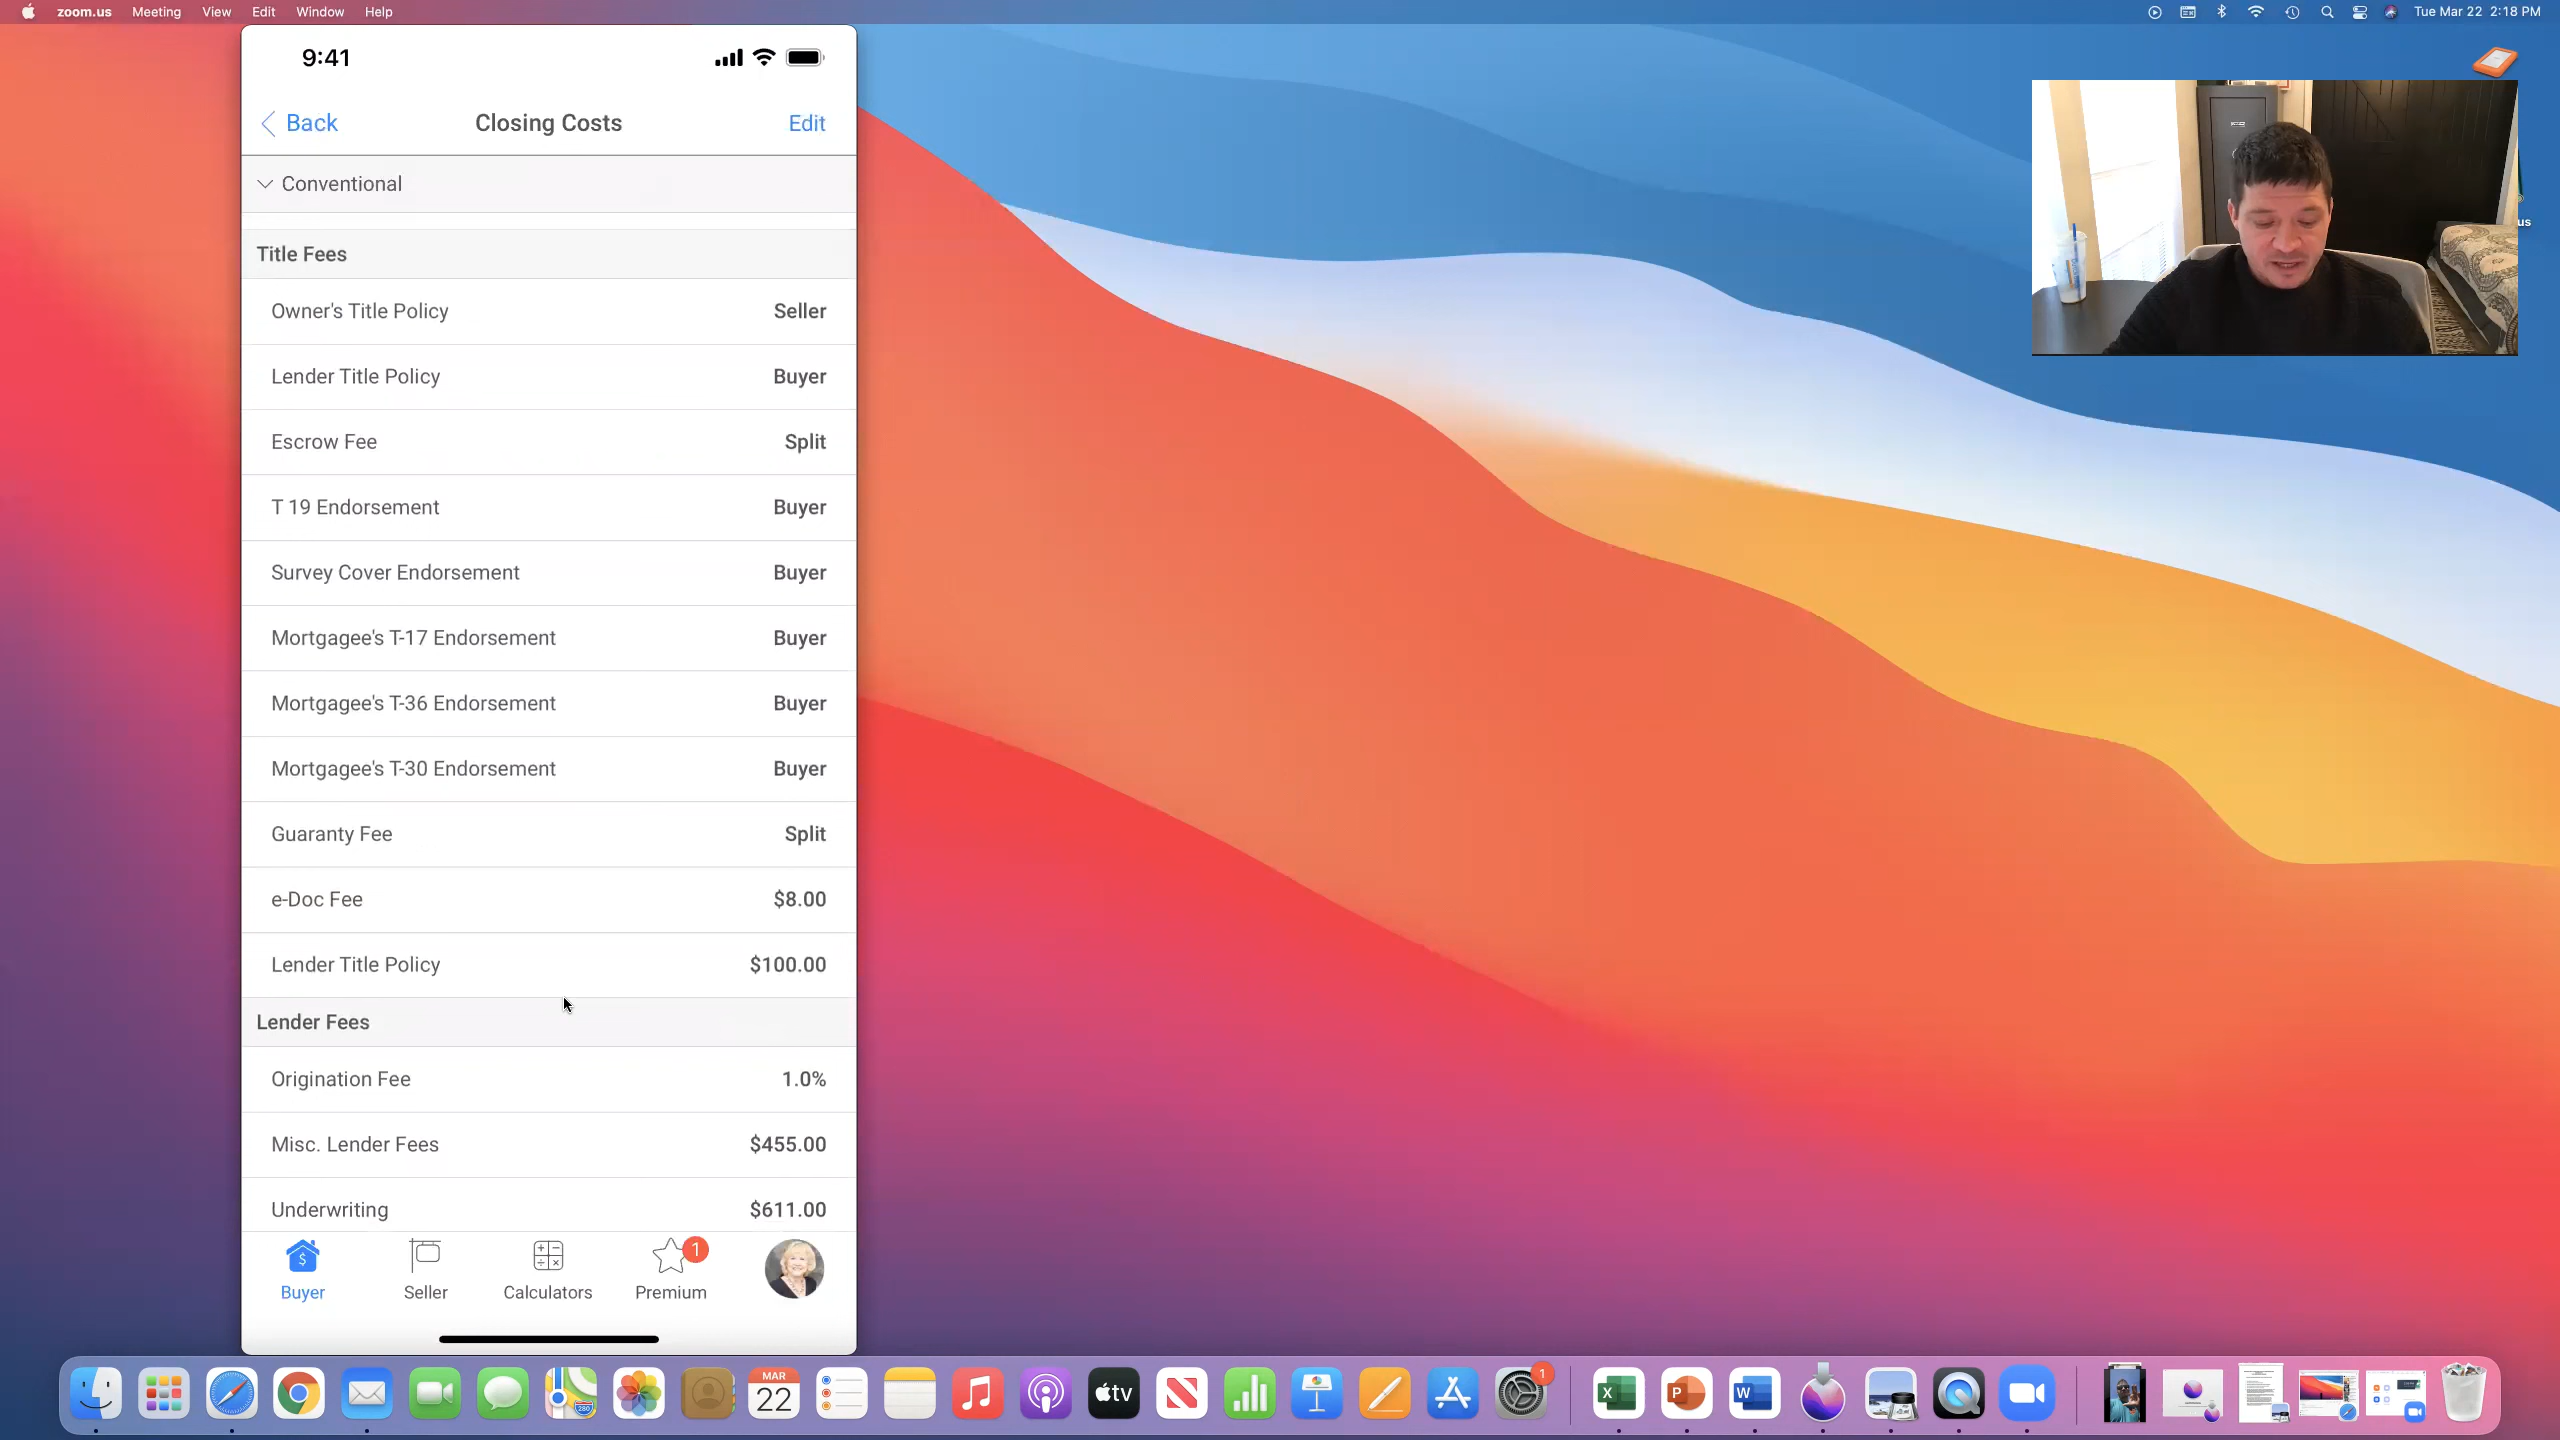 zoom.us Meeting View Edit Window Help
Tue Mar 22 2:18 PM
9:41
Back Closing Costs Edit
Conventional
Title Fees
Owner's Title Policy Seller
Lender Title Policy Buyer
Escrow Fee Split
T 19 Endorsement Buyer
Survey Cover Endorsement Buyer
Mortgagee's T-17 Endorsement Buyer
Mortgagee's T-36 Endorsement Buyer
Mortgagee's T-30 Endorsement Buyer
Guaranty Fee Split
e-Doc Fee $8.00
Lender Title Policy $100.00
Lender Fees
Origination Fee 1.0%
Misc. Lender Fees $455.00
Underwriting $611.00
1
Buyer Seller Calculators Premium
us
MAR
22
280
tv
1
X
P
W